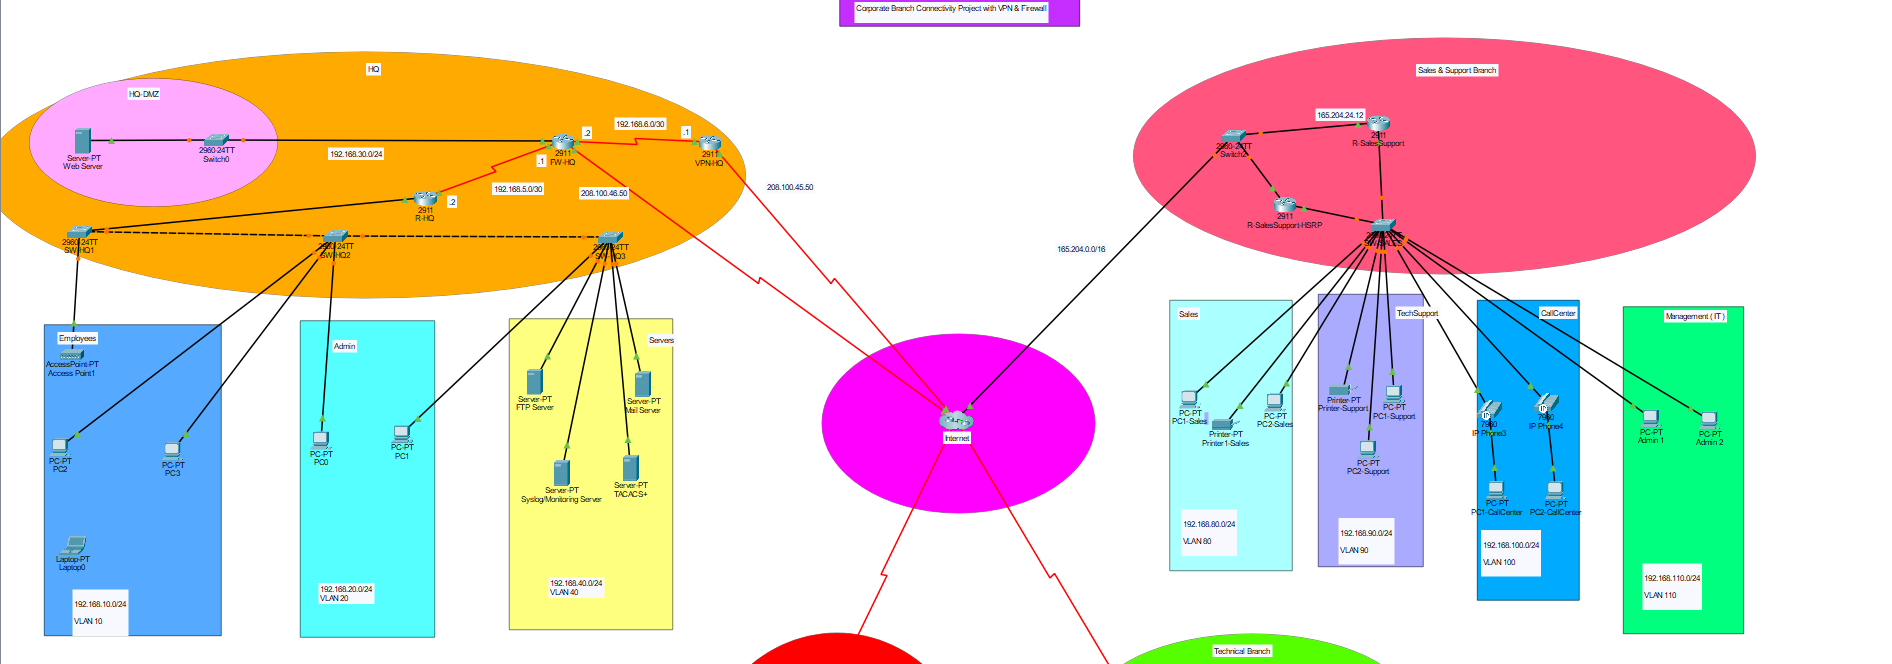 Corporate Branch Connectivity Project with VPN & Firewall
HQ
HQ-DMZ
Server-PT
Web Server
2960-24TT
Switch0
192.168.30.0/24
.2
192.168.6.0/30
.1
2911
FW-HQ
2911
VPN-HQ
.1
192.168.5.0/30
208.100.46.50
208.100.45.50
2911
R-HQ
.2
2960-24TT
SW-HQ1
2960-24TT
SW-HQ2
SW-HQ3
Employees
AccessPoint-PT
Access Point1
PC-PT
PC2
PC-PT
PC3
Laptop-PT
Laptop0
192.168.10.0/24
VLAN 10
Admin
PC-PT
PC0
PC-PT
PC1
192.168.20.0/24
VLAN 20
Servers
Server-PT
FTP Server
Server-PT
Mail Server
Server-PT
Syslog/Monitoring Server
Server-PT
TACACS+
192.168.40.0/24
VLAN 40
Internet
165.204.0.0/16
Sales & Support Branch
165.204.24.12
2911
R-SalesSupport
2960-24TT
Switch2
2911
R-SalesSupport-HSRP
Sales
PC-PT
PC1-Sales
Printer-PT
Printer1-Sales
PC-PT
PC2-Sales
192.168.80.0/24
VLAN 80
TechSupport
Printer-PT
Printer-Support
PC-PT
PC1-Support
PC-PT
PC2-Support
192.168.90.0/24
VLAN 90
CallCenter
IP
7960
IP Phone3
IP
7960
IP Phone4
PC-PT
PC1-CallCenter
PC-PT
PC2-CallCenter
192.168.100.0/24
VLAN 100
Management ( IT )
PC-PT
Admin 1
PC-PT
Admin 2
192.168.110.0/24
VLAN 110
Technical Branch